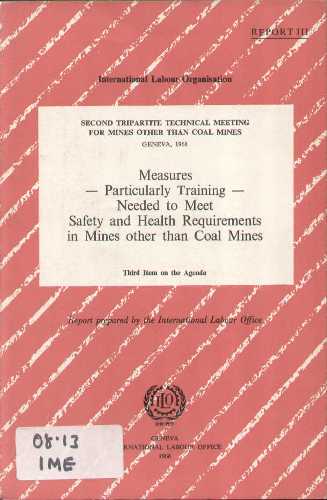 REPORT III
International Labour Organisation
SECOND TRIPARTITE TECHNICAL MEETING
FOR MINES OTHER THAN COAL MINES
GENEVA, 1968
Measures
— Particularly Training —
Needed to Meet
Safety and Health Requirements
in Mines other than Coal Mines
Third Item on the Agenda
Report prepared by the International Labour Office
ILO
GENEVA
INTERNATIONAL LABOUR OFFICE
1968
08·13
IME